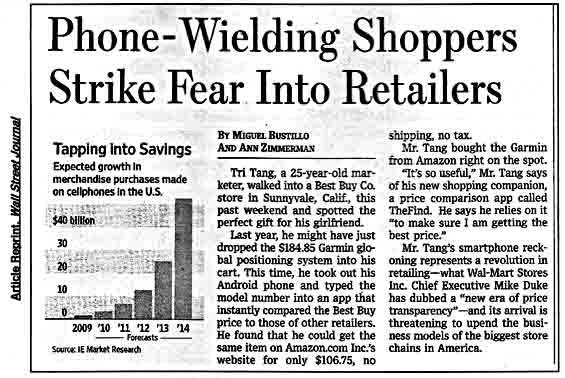 Phone-Wielding Shoppers
Strike Fear Into Retailers
Article Reprint, Wall Street Journal
Tapping into Savings
Expected growth in
merchandise purchases made
on cellphones in the U.S.
$40 billion
30
20
10
0
2009 '10 '11 '12 '13 '14
Forecasts
Source: IE Market Research
BY MIGUEL BUSTILLO
AND ANN ZIMMERMAN
Tri Tang, a 25-year-old mar-
keter, walked into a Best Buy Co.
store in Sunnyvale, Calif., this
past weekend and spotted the
perfect gift for his girlfriend.
Last year, he might have just
dropped the $184.85 Garmin glo-
bal positioning system into his
cart. This time, he took out his
Android phone and typed the
model number into an app that
instantly compared the Best Buy
price to those of other retailers.
He found that he could get the
same item on Amazon.com Inc.'s
website for only $106.75, no
shipping, no tax.
Mr. Tang bought the Garmin
from Amazon right on the spot.
"It's so useful," Mr. Tang says
of his new shopping companion,
a price comparison app called
TheFind. He says he relies on it
"to make sure I am getting the
best price."
Mr. Tang's smartphone reck-
oning represents a revolution in
retailing—what Wal-Mart Stores
Inc. Chief Executive Mike Duke
has dubbed a "new era of price
transparency"—and its arrival is
threatening to upend the busi-
ness models of the biggest store
chains in America.